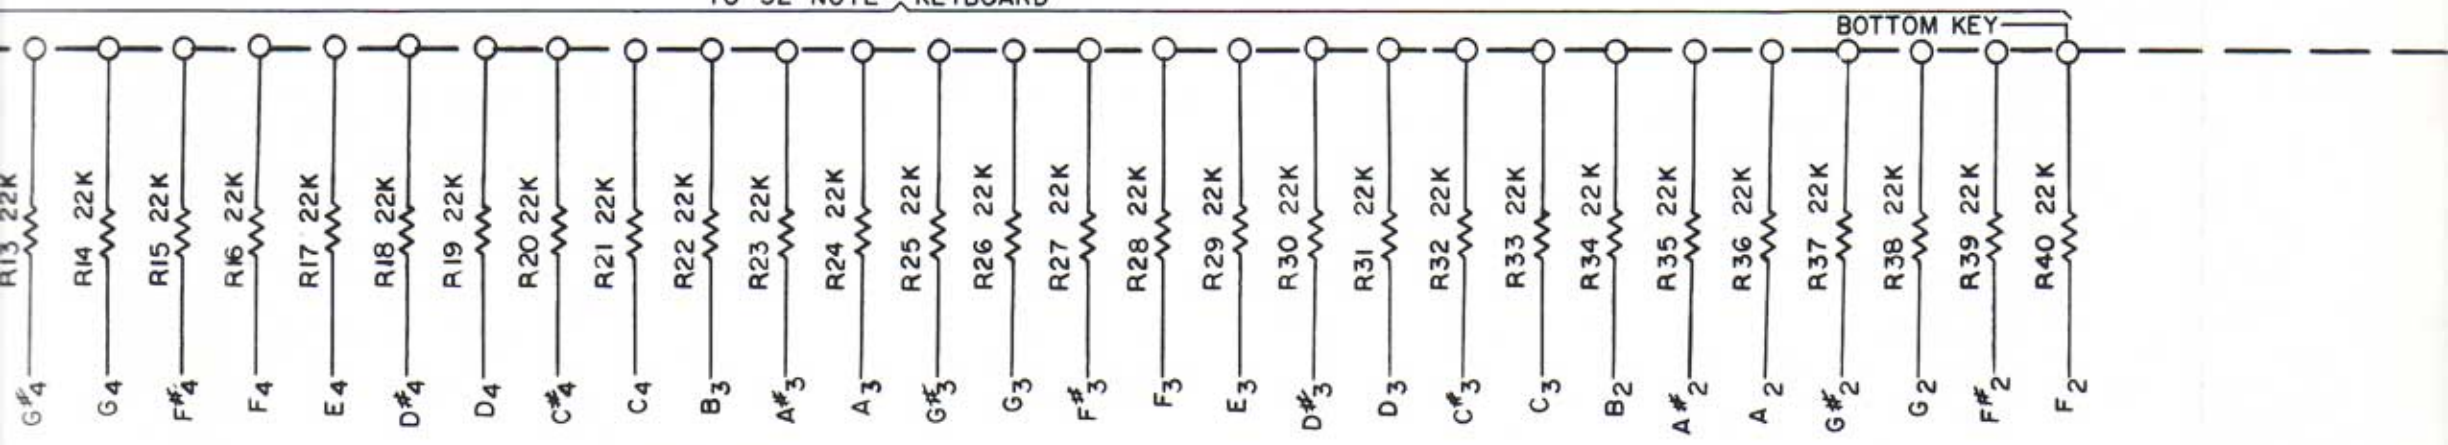 KEYBOARD
BOTTOM KEY
R13 22K
R14 22K
R15 22K
R16 22K
R17 22K
R18 22K
R19 22K
R20 22K
R21 22K
R22 22K
R23 22K
R24 22K
R25 22K
R26 22K
R27 22K
R28 22K
R29 22K
R30 22K
R31 22K
R32 22K
R33 22K
R34 22K
R35 22K
R36 22K
R37 22K
R38 22K
R39 22K
R40 22K
G#4
G4
F#4
F4
E4
D#4
D4
C#4
C4
B3
A#3
A3
G#3
G3
F#3
F3
E3
D#3
D3
C#3
C3
B2
A#2
A2
G#2
G2
F#2
F2